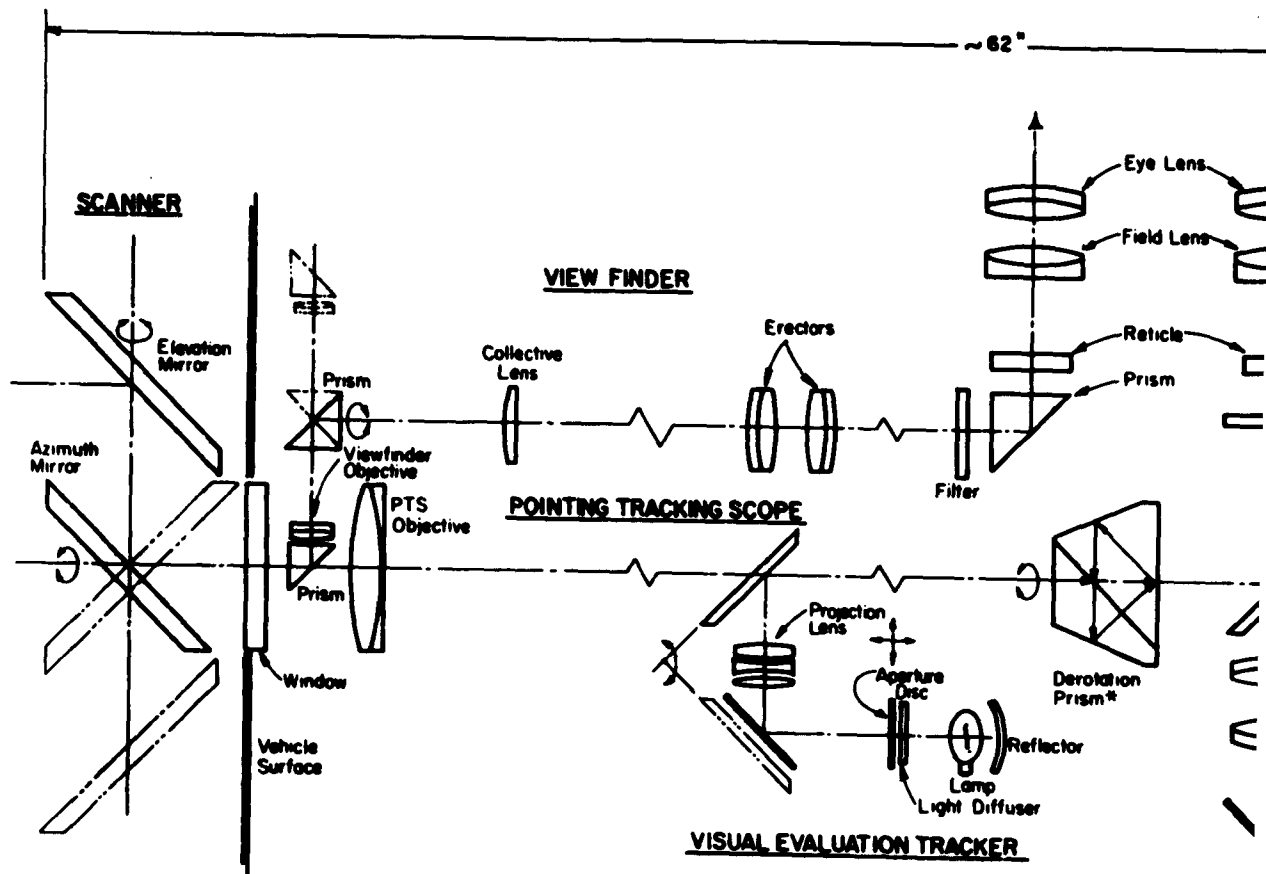 ~62"
SCANNER
Elevation
Mirror
Azimuth
Mirror
VIEW FINDER
Prism
Collective
Lens
Erectors
Eye Lens
Field Lens
Reticle
Prism
Filter
Viewfinder
Objective
PTS
Objective
POINTING TRACKING SCOPE
Prism
Window
Vehicle
Surface
Projection
Lens
Aperture
Disc
Reflector
Lamp
Light Diffuser
Derotation
Prism*
VISUAL EVALUATION TRACKER